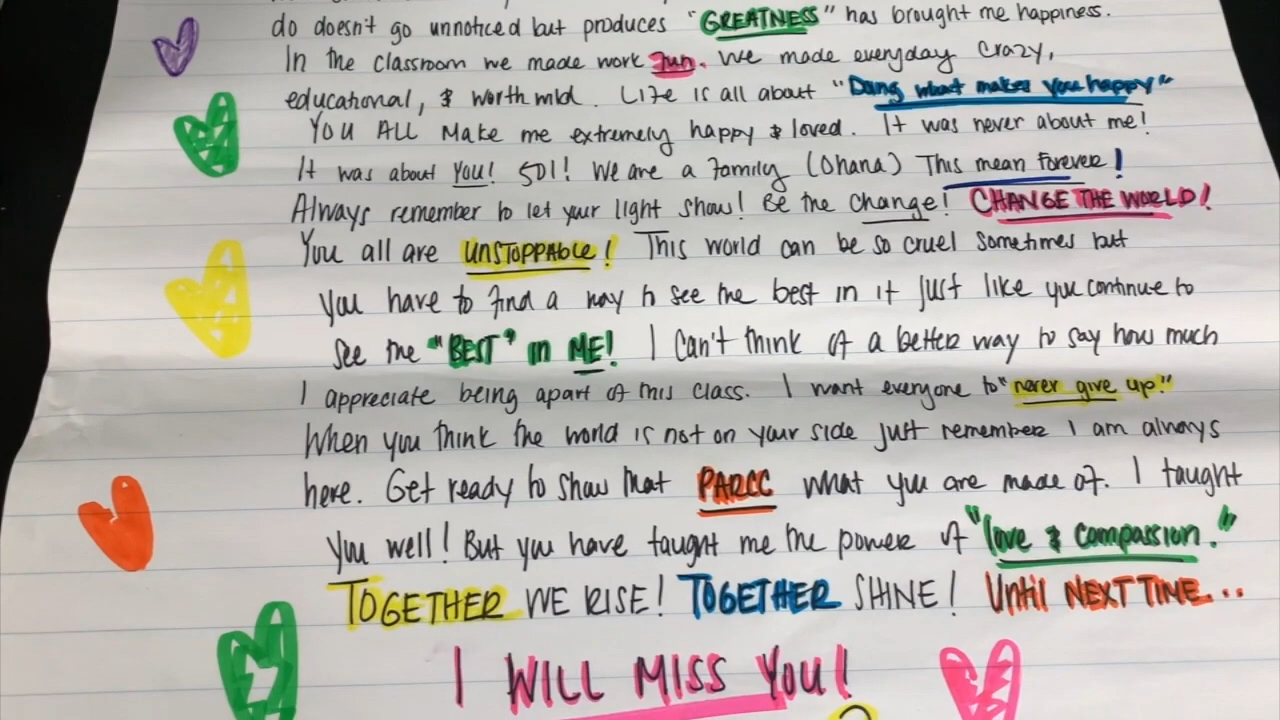 do doesn't go unnoticed but produces "GREATNESS" has brought me happiness.
In the classroom we made work fun. We made everyday crazy,
educational, & worth mld. Life is all about "Doing what makes you happy"
You ALL Make me extremely happy & loved. It was never about me!
It was about you! 501! We are a family (Ohana) This mean Forever!
Always remember to let your light show! Be the change! CHANGE THE WORLD!
You all are UNSTOPPABLE! This world can be so cruel sometimes but
you have to find a way to see the best in it just like you continue to
see the "BEST" in ME! I can't think of a better way to say how much
I appreciate being apart of this class. I want everyone to "never give up."
When you think the world is not on your side just remember I am always
here. Get ready to show that PARCC what you are made of. I taught
you well! But you have taught me the power of "love & compassion."
TOGETHER WE RISE! TOGETHER SHINE! Until NEXT TIME...
I WILL MISS YOU!